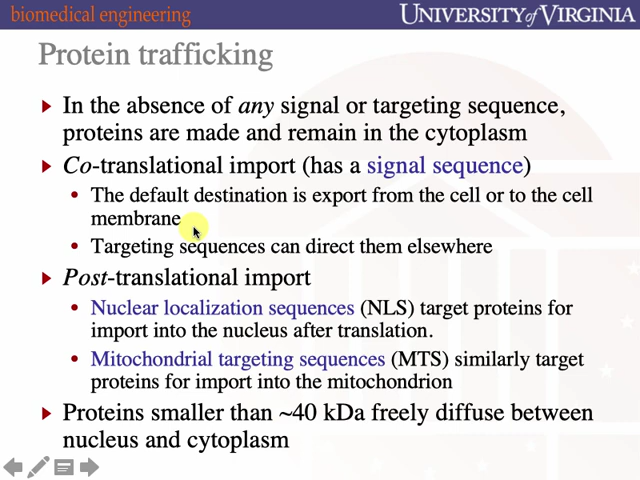 biomedical engineering
UNIVERSITY of VIRGINIA
Protein trafficking
In the absence of any signal or targeting sequence,
proteins are made and remain in the cytoplasm
Co-translational import (has a signal sequence)
The default destination is export from the cell or to the cell
membrane
Targeting sequences can direct them elsewhere
Post-translational import
Nuclear localization sequences (NLS) target proteins for
import into the nucleus after translation.
Mitochondrial targeting sequences (MTS) similarly target
proteins for import into the mitochondrion
Proteins smaller than ~40 kDa freely diffuse between
nucleus and cytoplasm